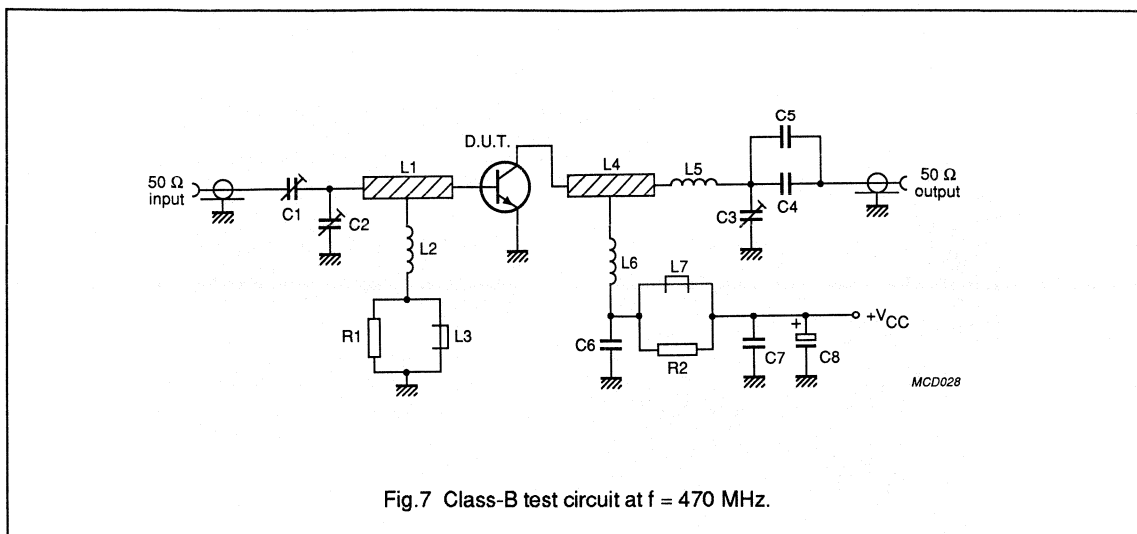 D.U.T.
C5
50 Ω
input
L1
L4
L5
50 Ω
output
C1
C2
C3
C4
L2
L6
L7
R1
L3
+VCC
C6
R2
C7
+
C8
MCD028
Fig.7 Class-B test circuit at f = 470 MHz.